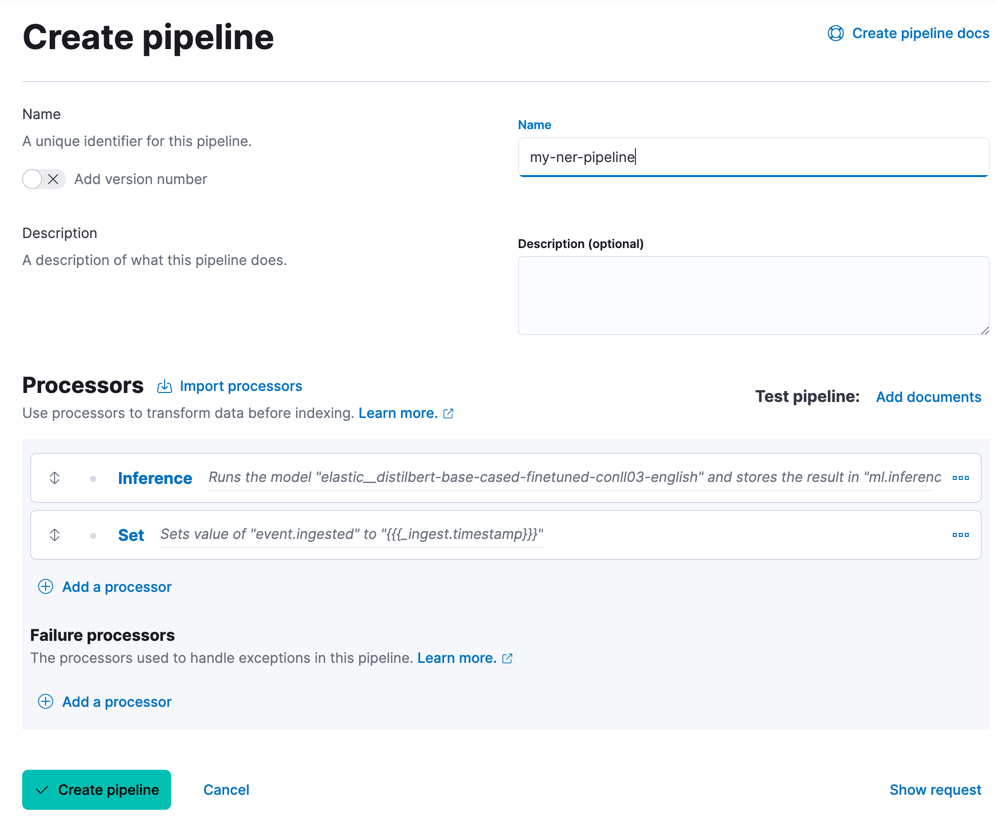 Create pipeline
Create pipeline docs
Name
A unique identifier for this pipeline.
Add version number
Name
my-ner-pipeline
Description
A description of what this pipeline does.
Description (optional)
Processors
Import processors
Use processors to transform data before indexing. Learn more.
Test pipeline:
Add documents
Inference
Runs the model "elastic__distilbert-base-cased-finetuned-conll03-english" and stores the result in "ml.inferenc
Set
Sets value of "event.ingested" to "{{{_ingest.timestamp}}}"
Add a processor
Failure processors
The processors used to handle exceptions in this pipeline. Learn more.
Add a processor
Create pipeline
Cancel
Show request